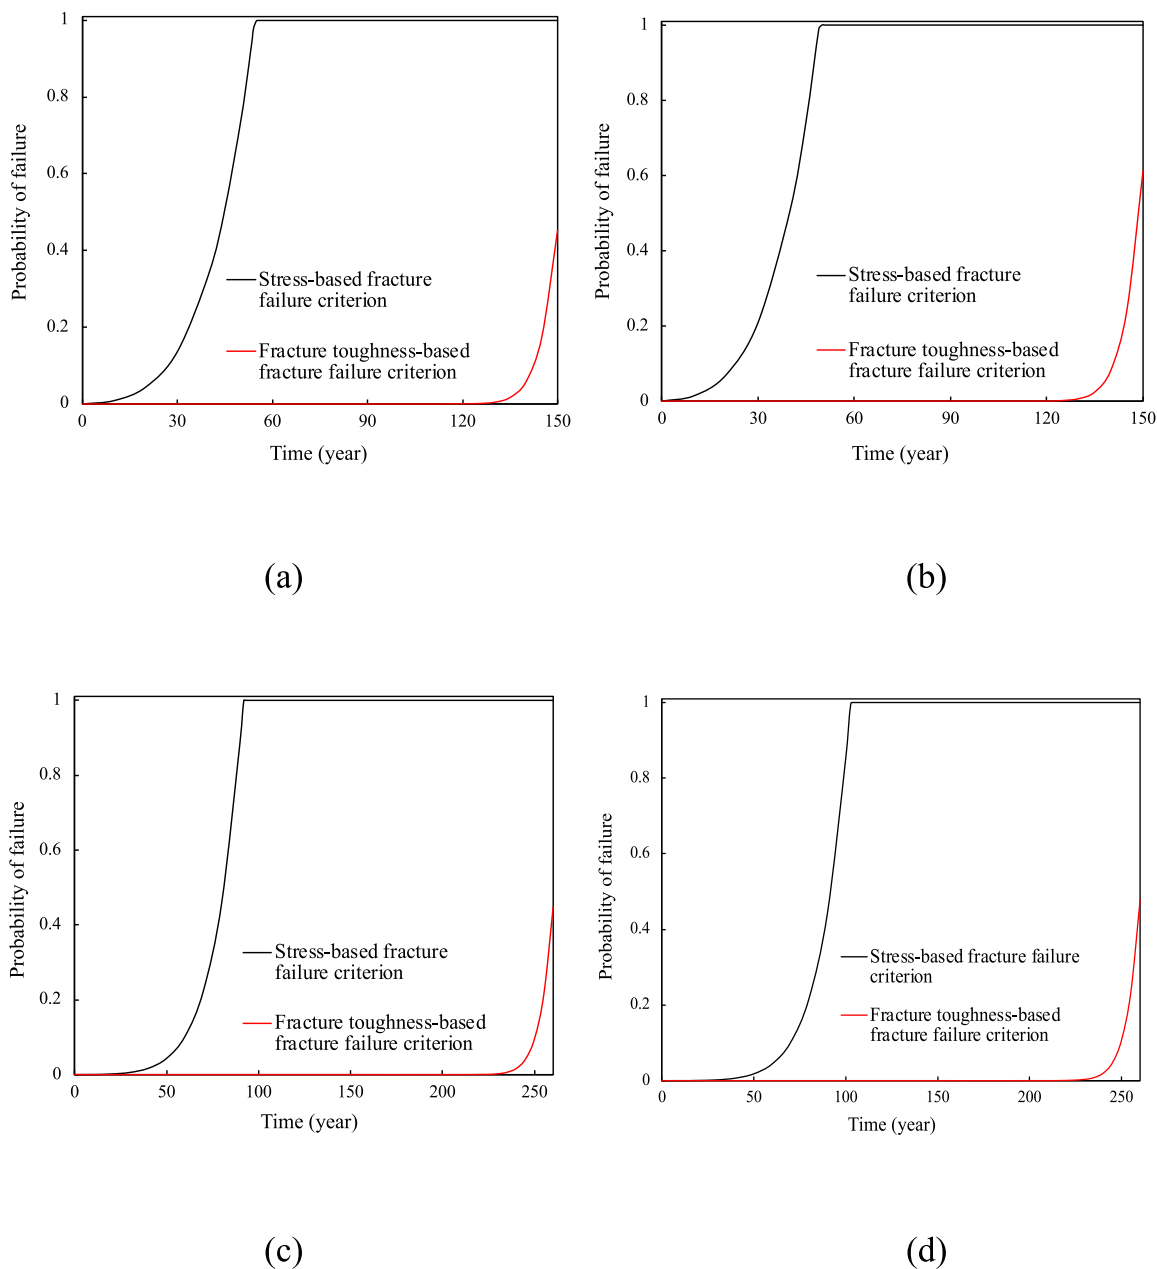 1
0.8
0.6
0.4
0.2
0
Probability of failure
Stress-based fracture
failure criterion
Fracture toughness-based
fracture failure criterion
0 30 60 90 120 150
Time (year)
(a)
1
0.8
0.6
0.4
0.2
0
Probability of failure
Stress-based fracture
failure criterion
Fracture toughness-based
fracture failure criterion
0 30 60 90 120 150
Time (year)
(b)
1
0.8
0.6
0.4
0.2
0
Probability of failure
Stress-based fracture
failure criterion
Fracture toughness-based
fracture failure criterion
0 50 100 150 200 250
Time (year)
(c)
1
0.8
0.6
0.4
0.2
0
Probability of failure
Stress-based fracture failure
criterion
Fracture toughness-based
fracture failure criterion
0 50 100 150 200 250
Time (year)
(d)